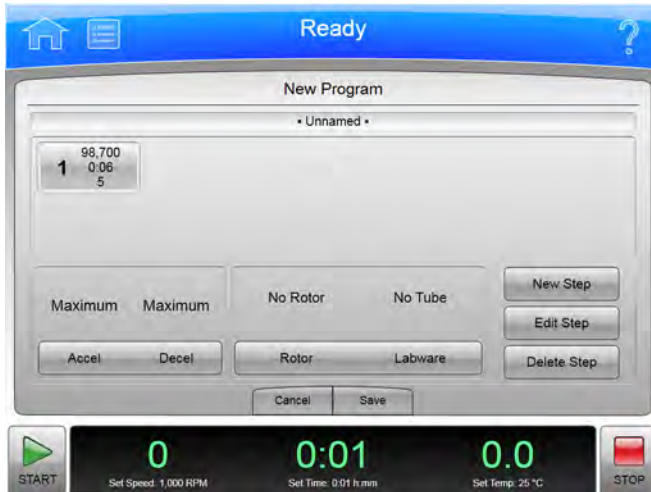 Ready
New Program
▪ Unnamed ▪
1
98,700
0:06
5
Maximum Maximum
No Rotor No Tube
New Step
Edit Step
Accel Decel
Rotor Labware
Delete Step
Cancel Save
START
0
Set Speed: 1,000 RPM
0:01
Set Time: 0:01 h:mm
0.0
Set Temp: 25 °C
STOP